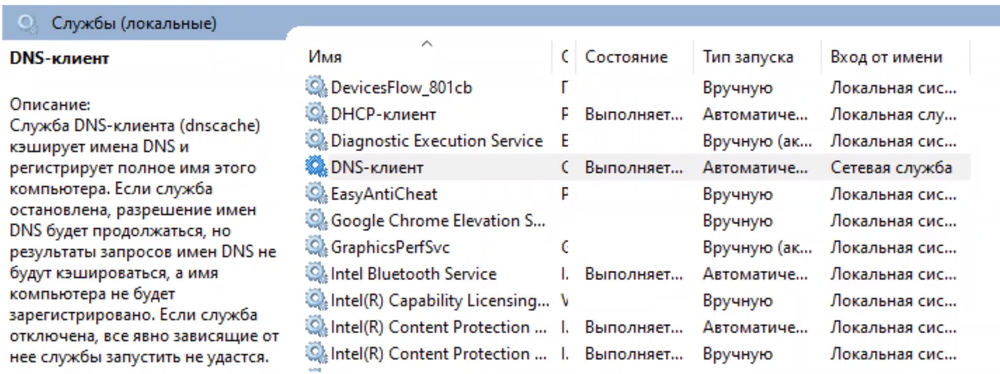 Службы (локальные)
DNS-клиент
Описание:
Служба DNS-клиента (dnscache)
кэширует имена DNS и
регистрирует полное имя этого
компьютера. Если служба
остановлена, разрешение имен
DNS будет продолжаться, но
результаты запросов имен DNS не
будут кэшироваться, а имя
компьютера не будет
зарегистрировано. Если служба
отключена, все явно зависящие от
нее службы запустить не удастся.
Имя Состояние Тип запуска Вход от имени
DevicesFlow_801cb Вручную Локальная сис...
DHCP-клиент Выполняет... Автоматиче... Локальная слу...
Diagnostic Execution Service Вручную (ак... Локальная сис...
DNS-клиент Выполняет... Автоматиче... Сетевая служба
EasyAntiCheat Вручную Локальная сис...
Google Chrome Elevation S... Вручную Локальная сис...
GraphicsPerfSvc Вручную (ак... Локальная сис...
Intel Bluetooth Service I. Выполняет... Автоматиче... Локальная сис...
Intel(R) Capability Licensing... Вручную Локальная сис...
Intel(R) Content Protection ... I. Выполняет... Автоматиче... Локальная сис...
Intel(R) Content Protection ... I. Выполняет... Вручную Локальная сис...